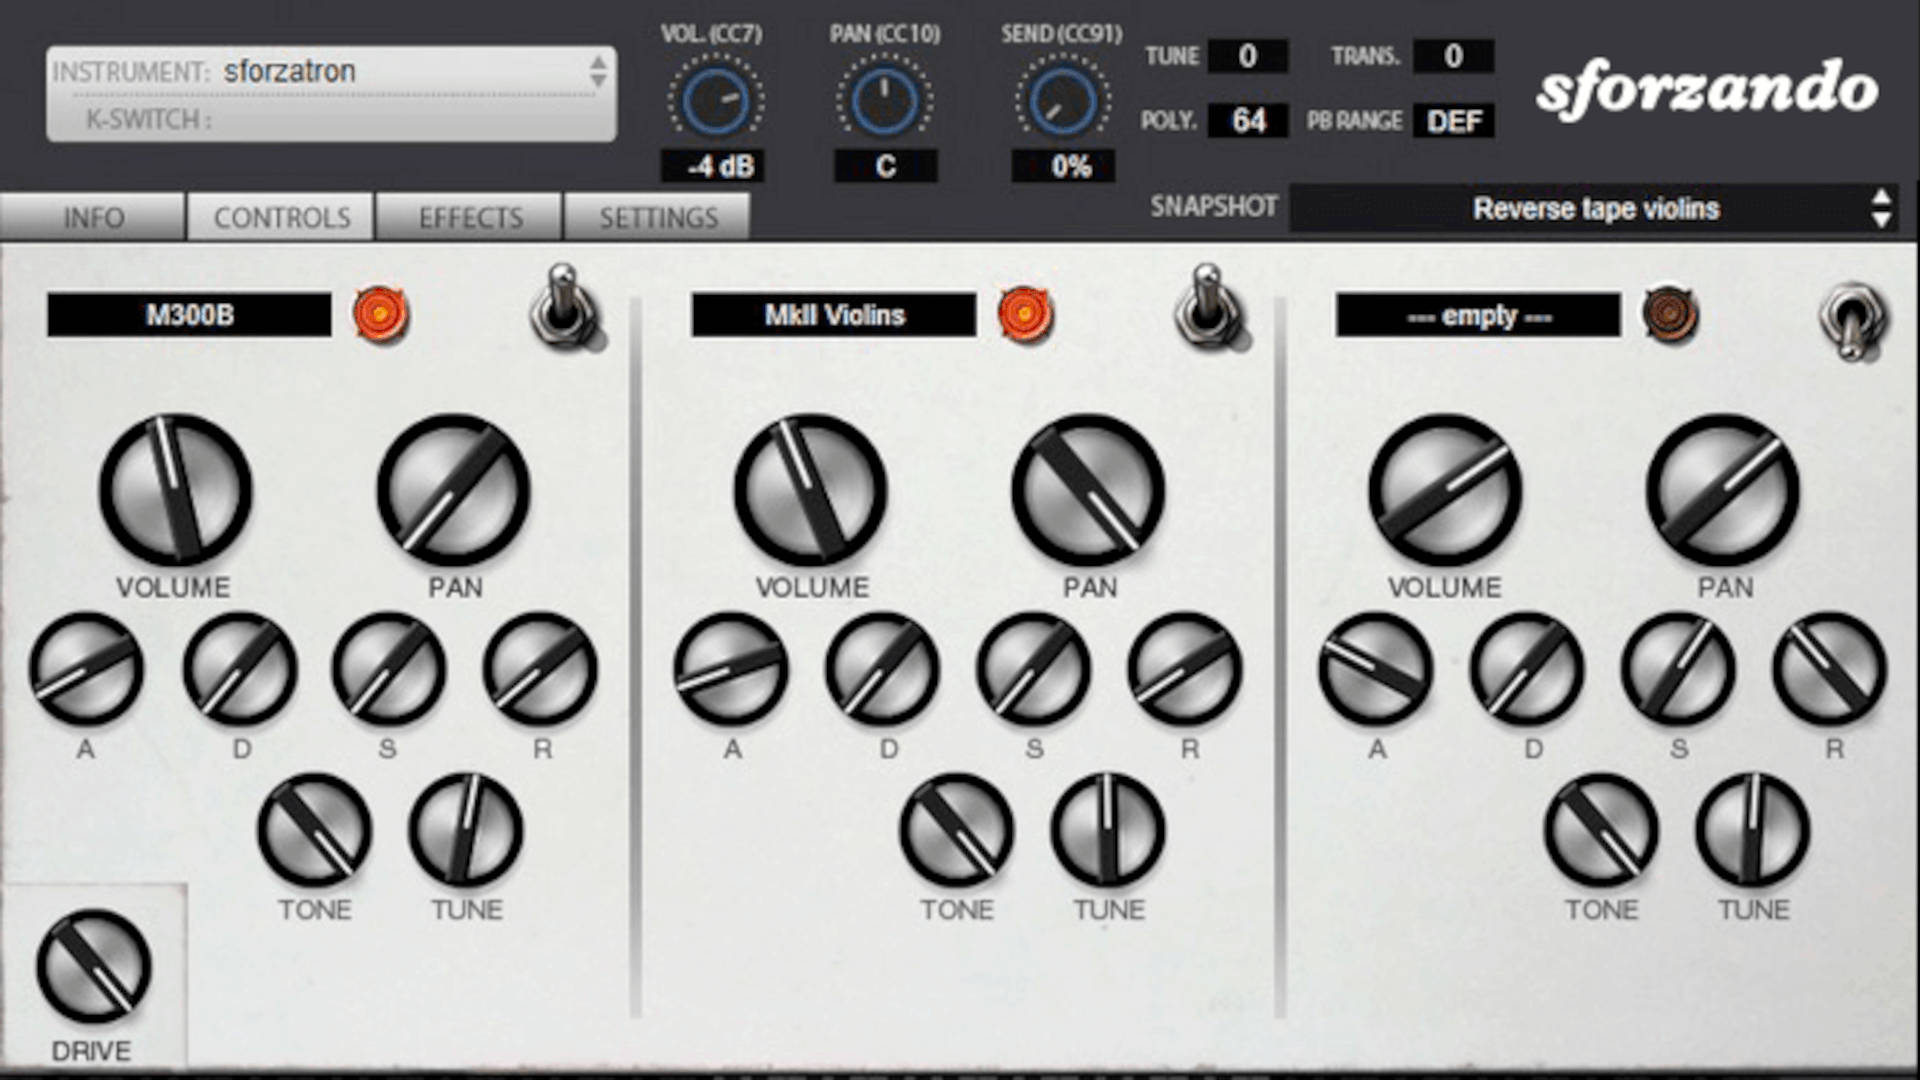 INSTRUMENT: sforzatron
K-SWITCH :
VOL. (CC7) PAN (CC10) SEND (CC91)
-4 dB C 0%
TUNE 0 TRANS. 0
POLY. 64 PB RANGE DEF
sforzando
INFO CONTROLS EFFECTS SETTINGS
SNAPSHOT Reverse tape violins
M300B MkII Violins --- empty ---
VOLUME PAN VOLUME PAN VOLUME PAN
A D S R A D S R A D S R
TONE TUNE TONE TUNE TONE TUNE
DRIVE